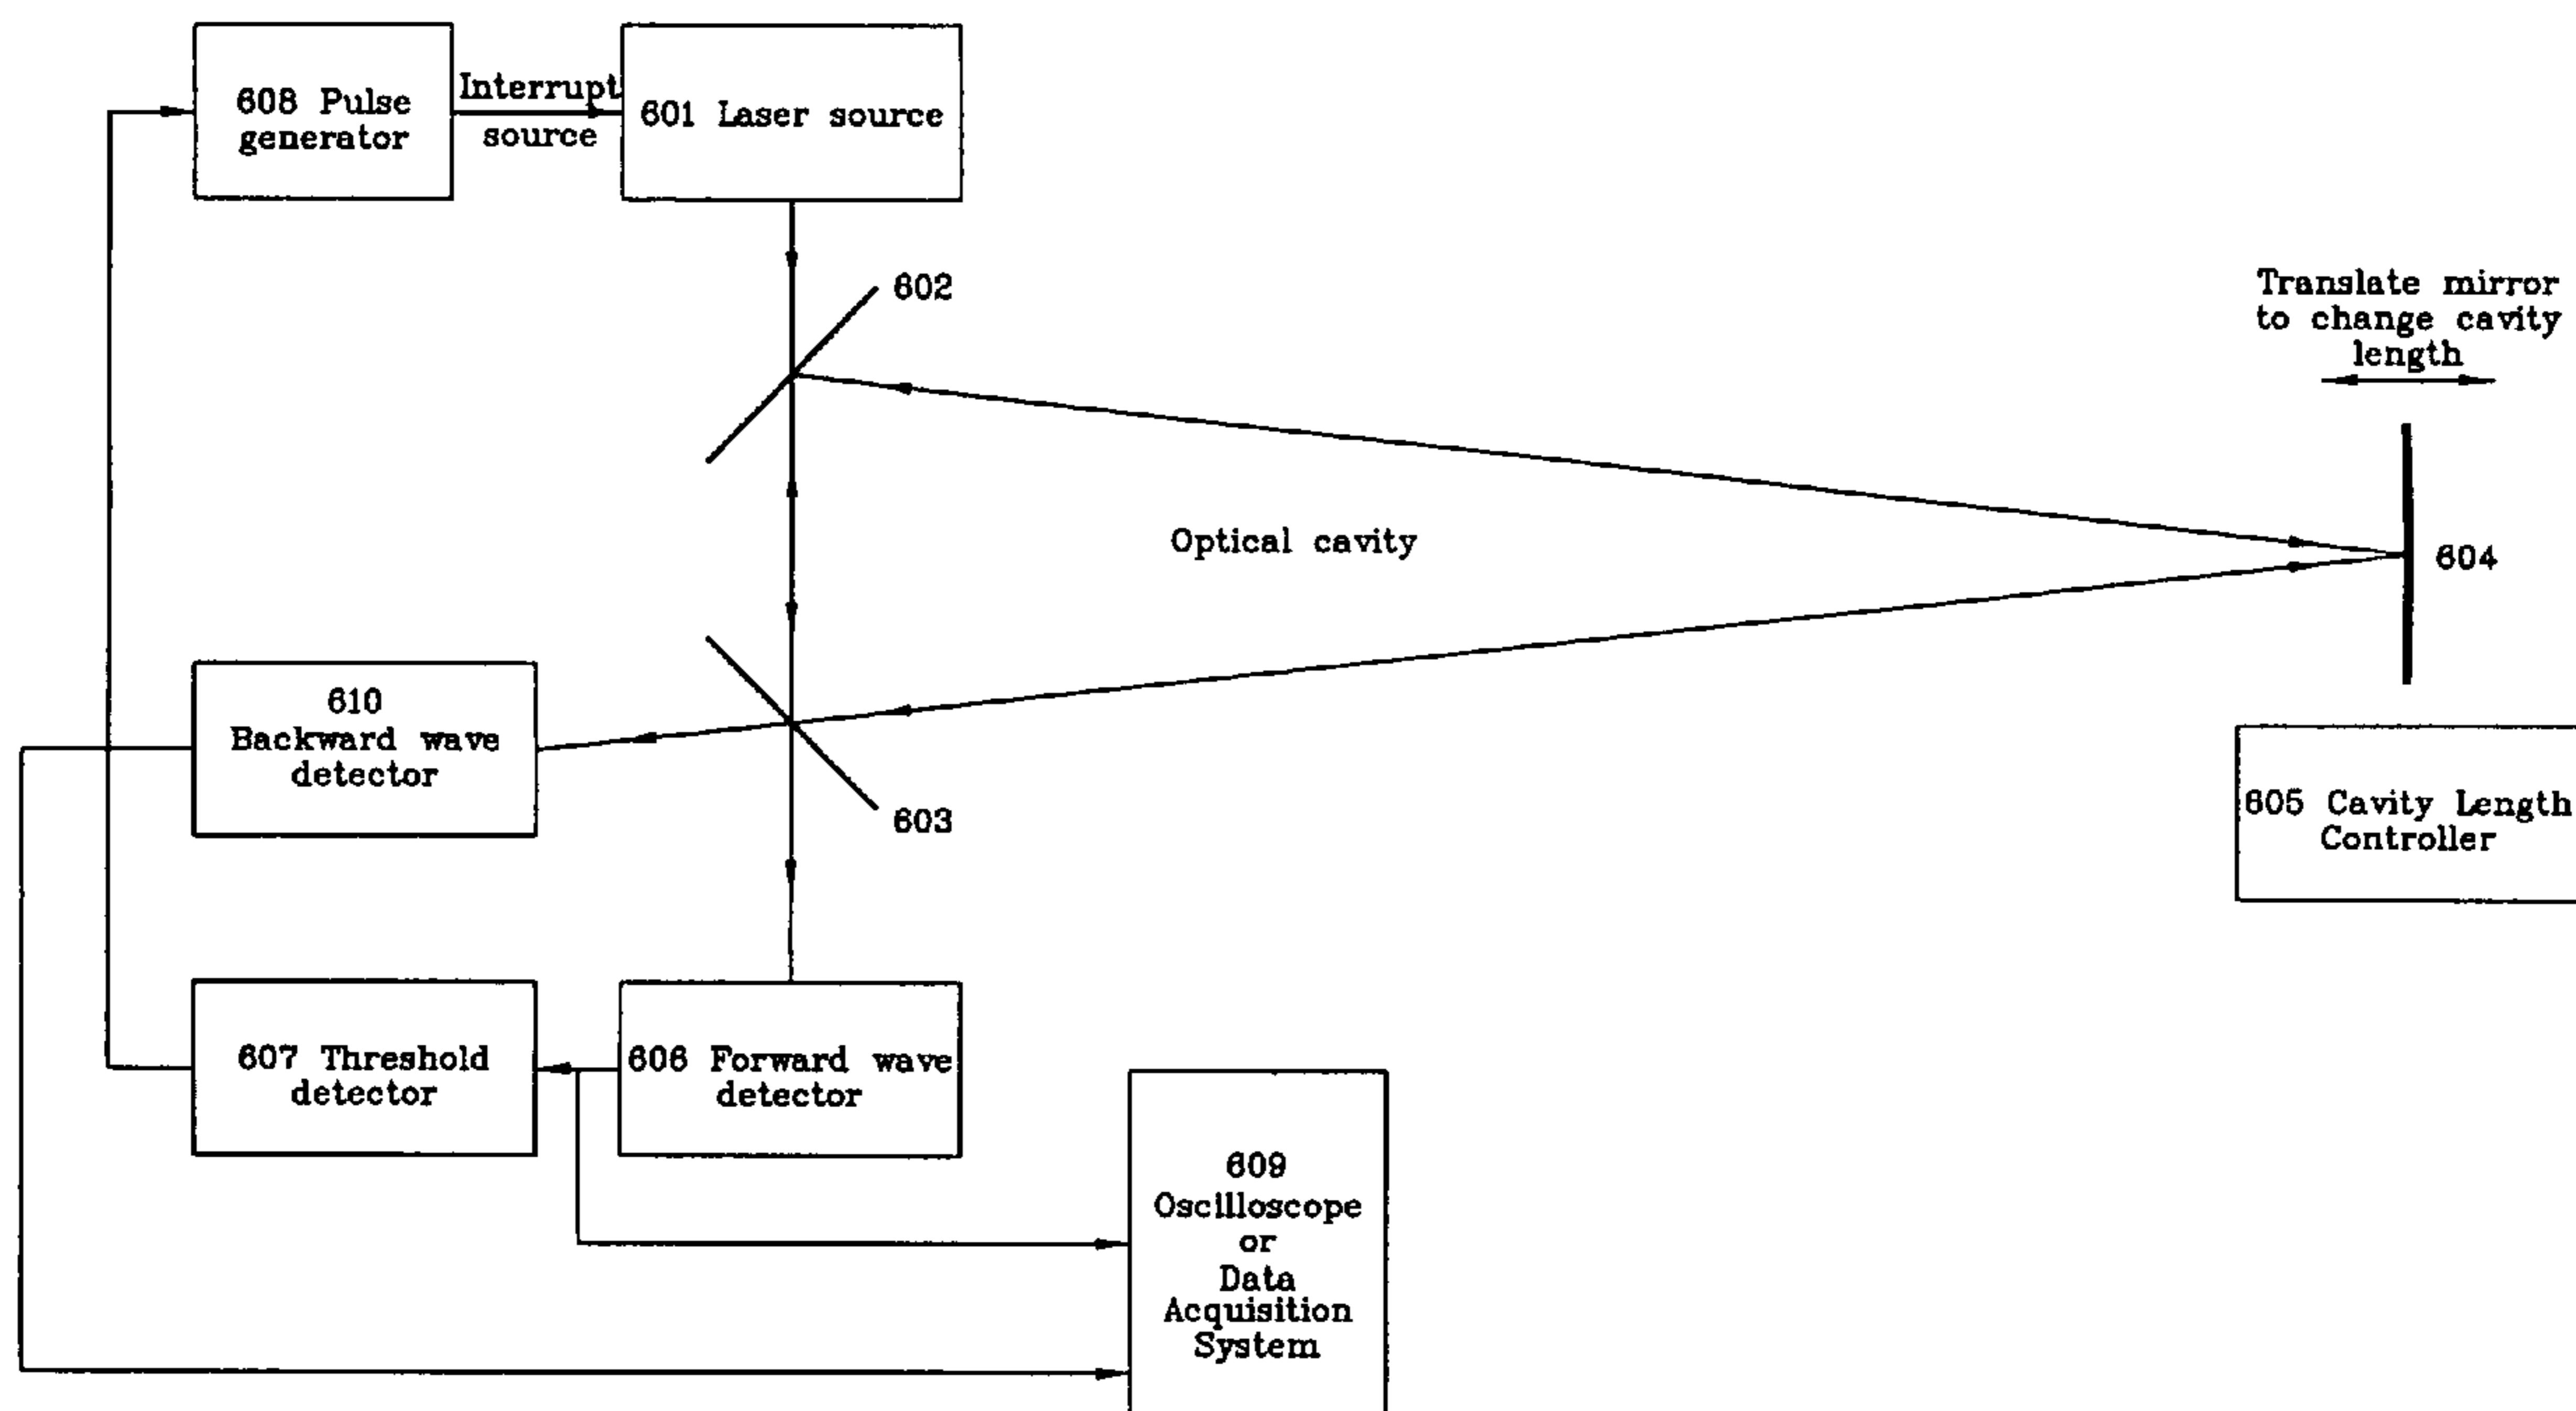 608 Pulse
generator
Interrupt
source
601 Laser source
602
Translate mirror
to change cavity
length
Optical cavity
604
610
Backward wave
detector
603
605 Cavity Length
Controller
607 Threshold
detector
606 Forward wave
detector
609
Oscilloscope
or
Data
Acquisition
System